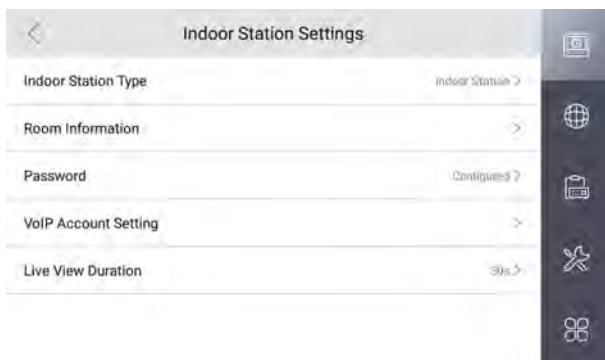 Indoor Station Settings
Indoor Station Type Indoor Station >
Room Information >
Password Configured >
VoIP Account Setting >
Live View Duration 30s >